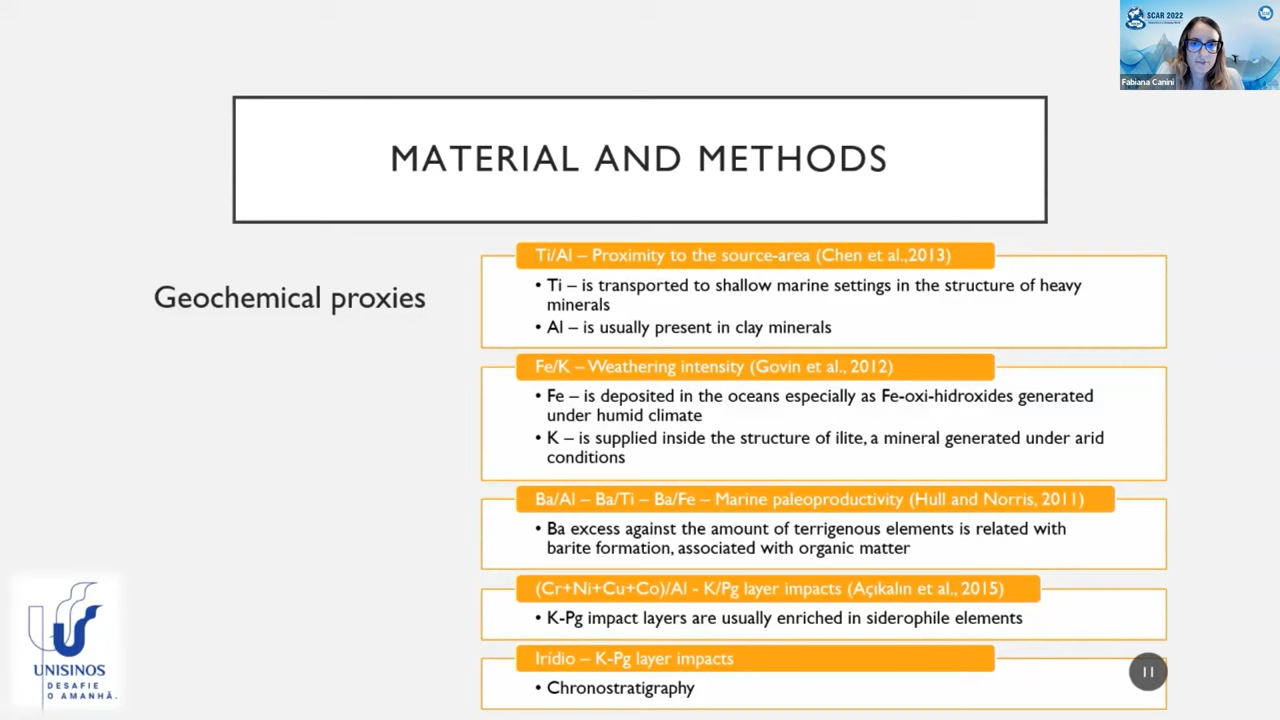 SCAR 2022
Fabiana Canini
MATERIAL AND METHODS
Geochemical proxies
Ti/Al – Proximity to the source-area (Chen et al.,2013)
• Ti – is transported to shallow marine settings in the structure of heavy
minerals
• Al – is usually present in clay minerals
Fe/K – Weathering intensity (Govin et al., 2012)
• Fe – is deposited in the oceans especially as Fe-oxi-hidroxides generated
under humid climate
• K – is supplied inside the structure of ilite, a mineral generated under arid
conditions
Ba/Al – Ba/Ti – Ba/Fe – Marine paleoproductivity (Hull and Norris, 2011)
• Ba excess against the amount of terrigenous elements is related with
barite formation, associated with organic matter
(Cr+Ni+Cu+Co)/Al - K/Pg layer impacts (Açıkalın et al., 2015)
• K-Pg impact layers are usually enriched in siderophile elements
Irídio – K-Pg layer impacts
• Chronostratigraphy
UNISINOS
DESAFIE
O AMANHÃ.